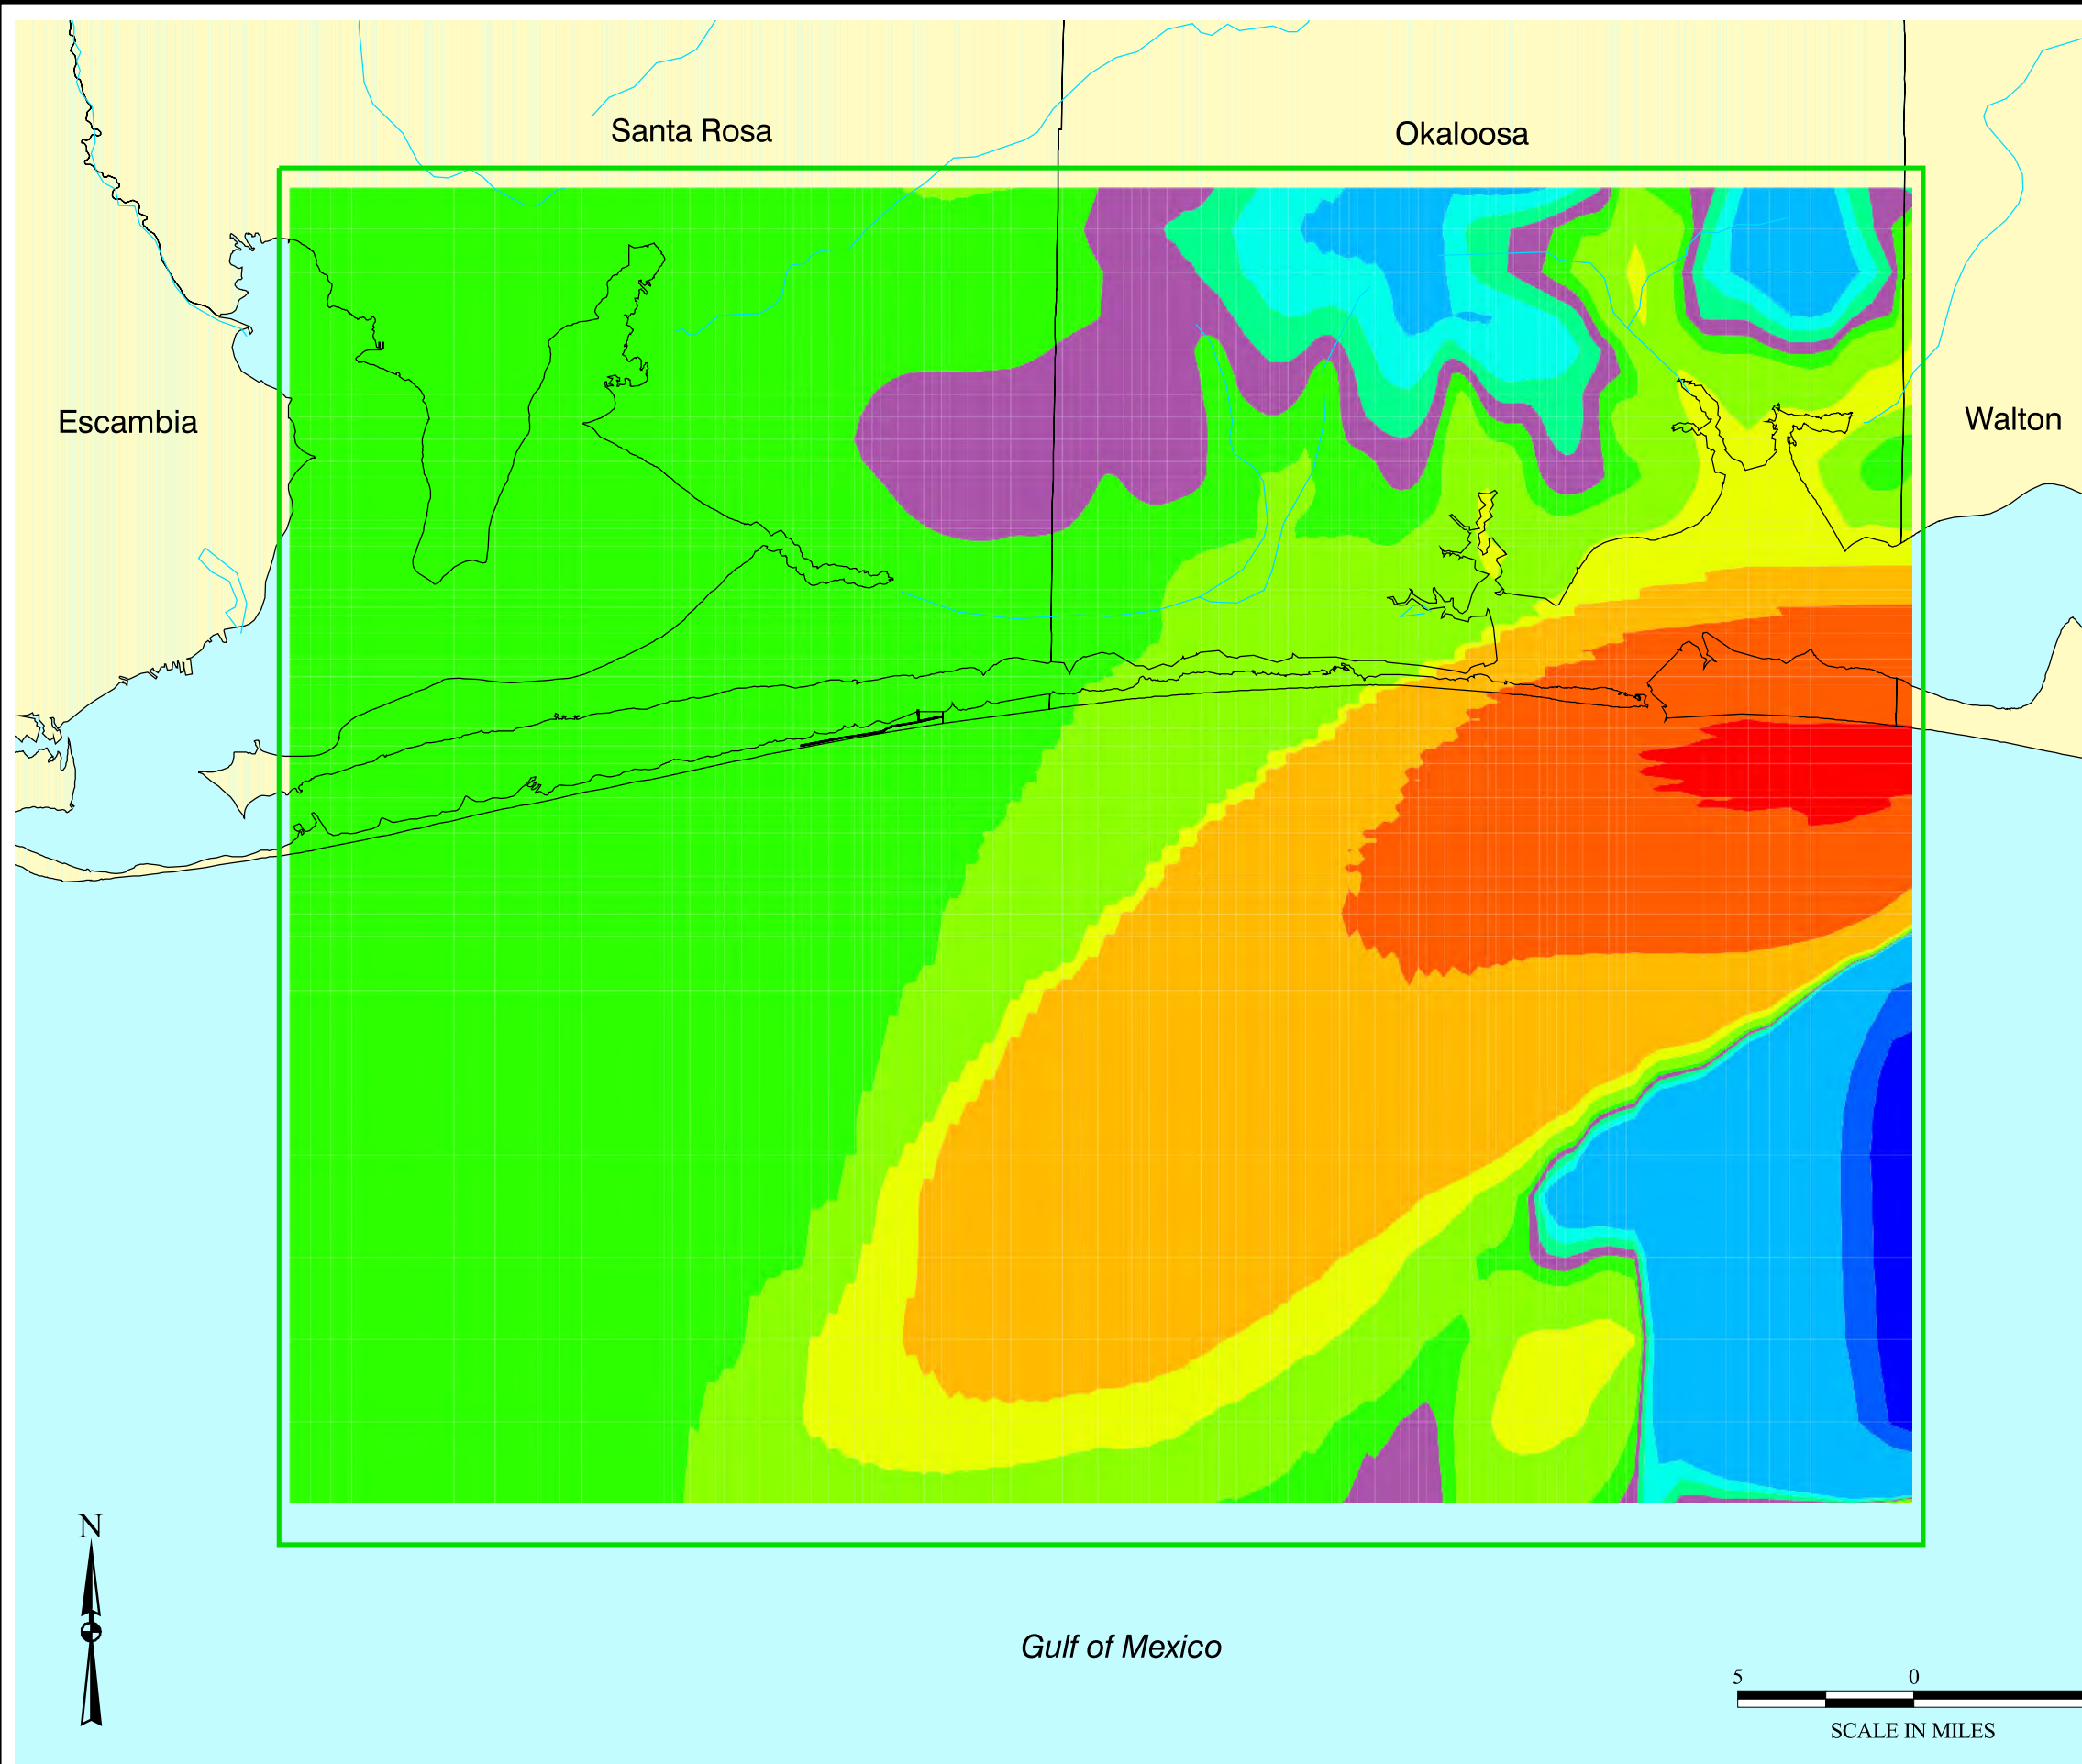 Santa Rosa
Okaloosa
Escambia
Walton
N
Gulf of Mexico
5 0
SCALE IN MILES